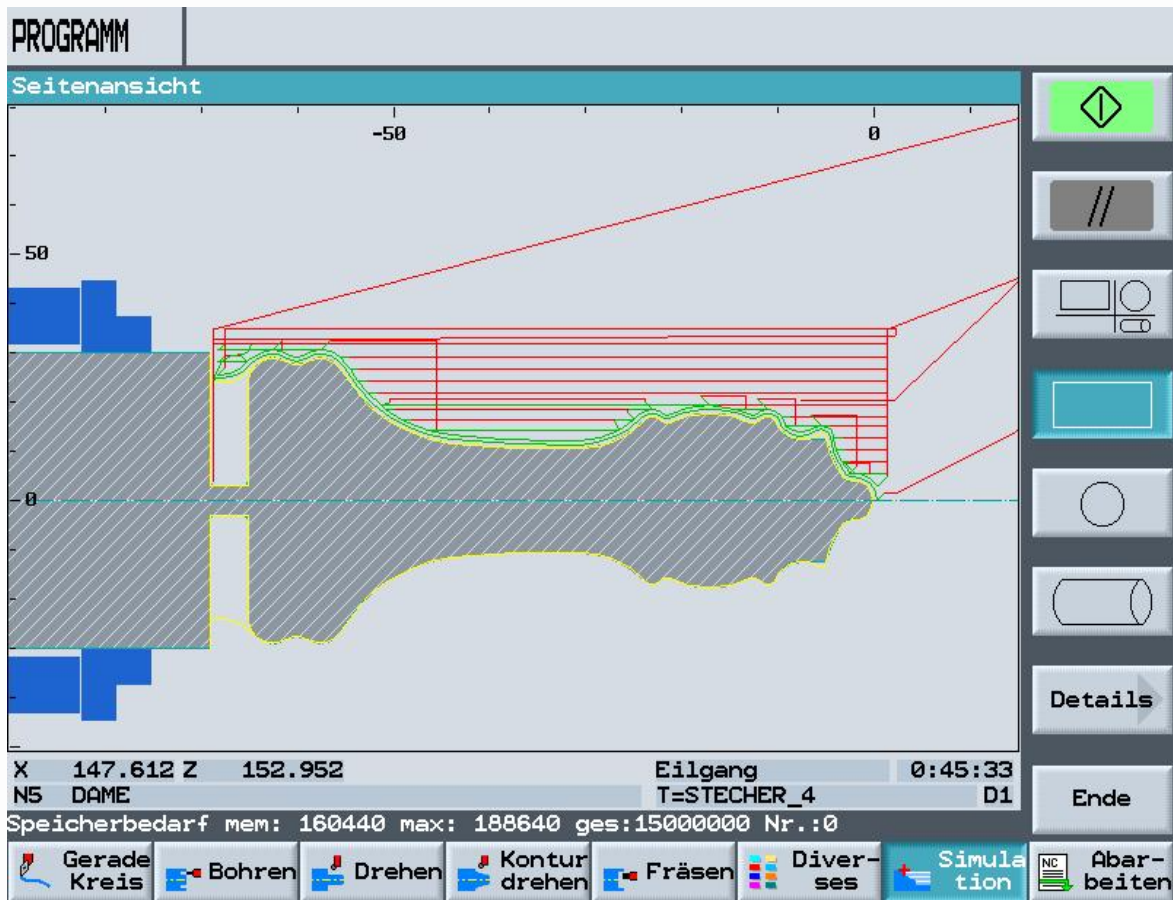 PROGRAMM
Seitenansicht
-50
0
50
0
Details
X 147.612 Z 152.952 Eilgang 0:45:33
N5 DAME T=STECHER_4 D1
Ende
Speicherbedarf mem: 160440 max: 188640 ges:15000000 Nr.:0
Gerade
Kreis
Bohren
Drehen
Kontur
drehen
Fräsen
Diver-
ses
Simula
tion
NC
Abar-
beiten